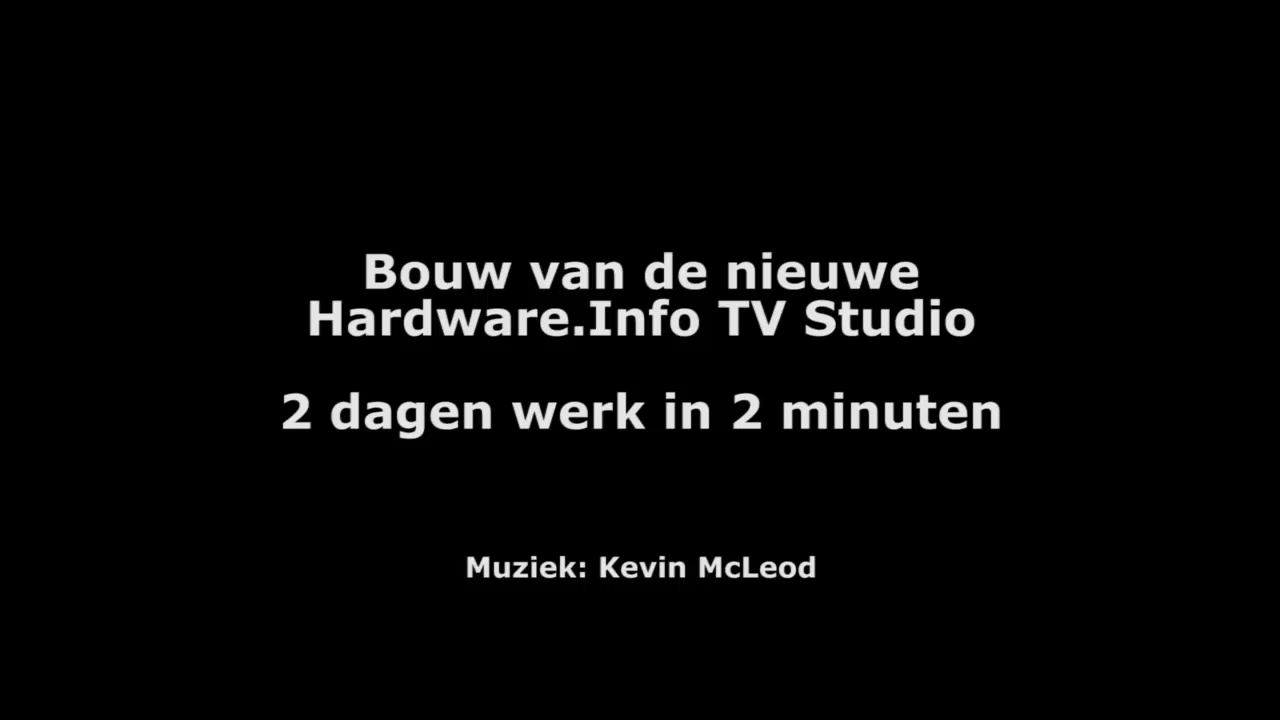 Bouw van de nieuwe
Hardware.Info TV Studio
2 dagen werk in 2 minuten
Muziek: Kevin McLeod